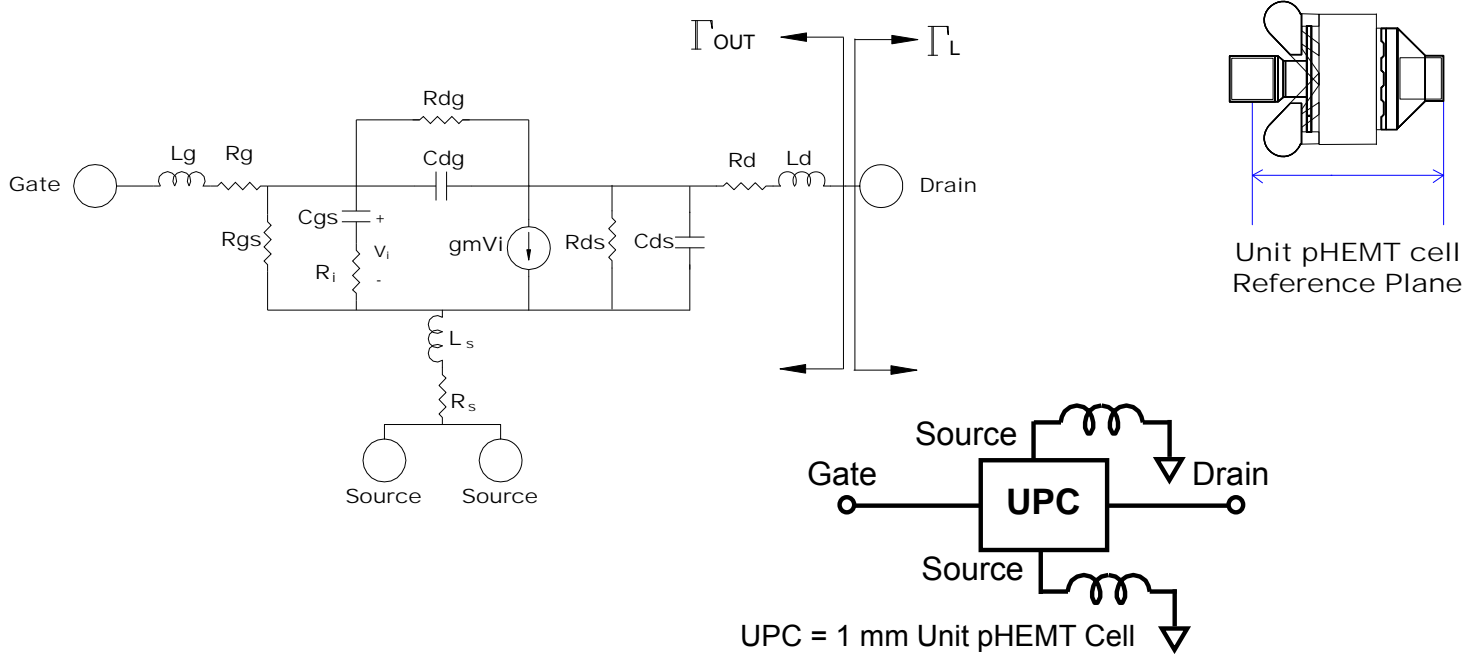 ΓOUT
ΓL
Rdg
Lg
Rg
Cdg
Rd
Ld
Gate
Drain
Cgs
+
Rgs
Vi
Ri
-
gmVi
Rds
Cds
Ls
Rs
Source
Source
Unit pHEMT cell
Reference Plane
Source
Gate
Drain
UPC
Source
UPC = 1 mm Unit pHEMT Cell